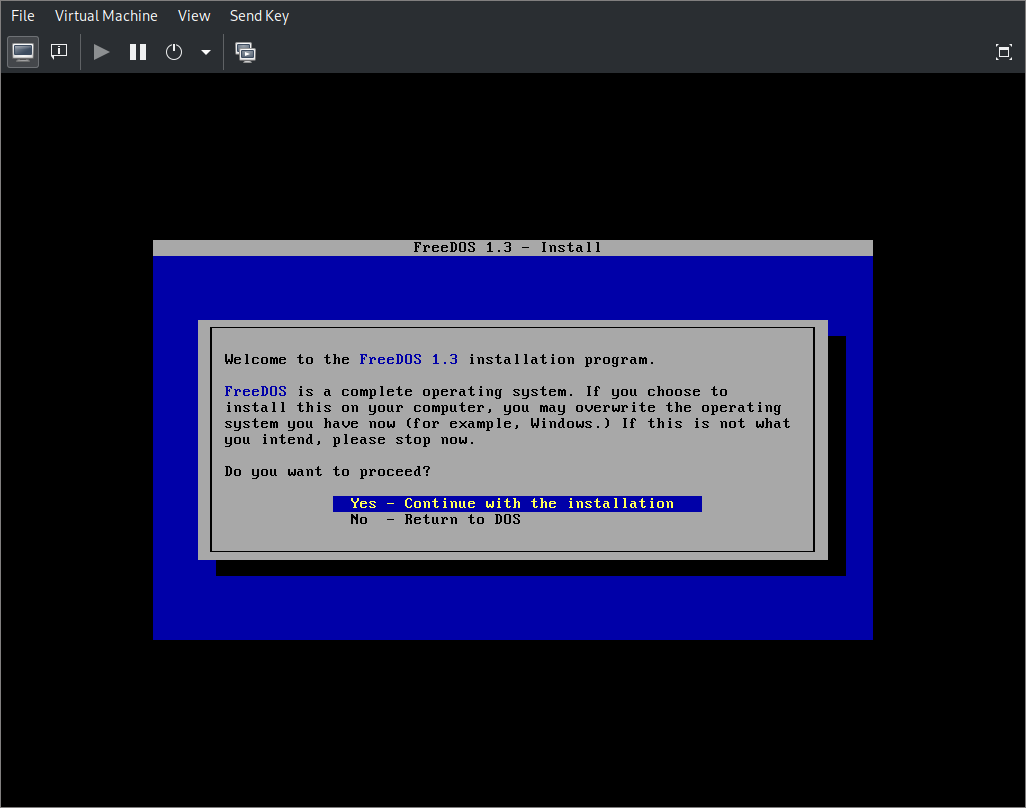 File Virtual Machine View Send Key
FreeDOS 1.3 - Install
Welcome to the FreeDOS 1.3 installation program.
FreeDOS is a complete operating system. If you choose to
install this on your computer, you may overwrite the operating
system you have now (for example, Windows.) If this is not what
you intend, please stop now.
Do you want to proceed?
Yes - Continue with the installation
No - Return to DOS